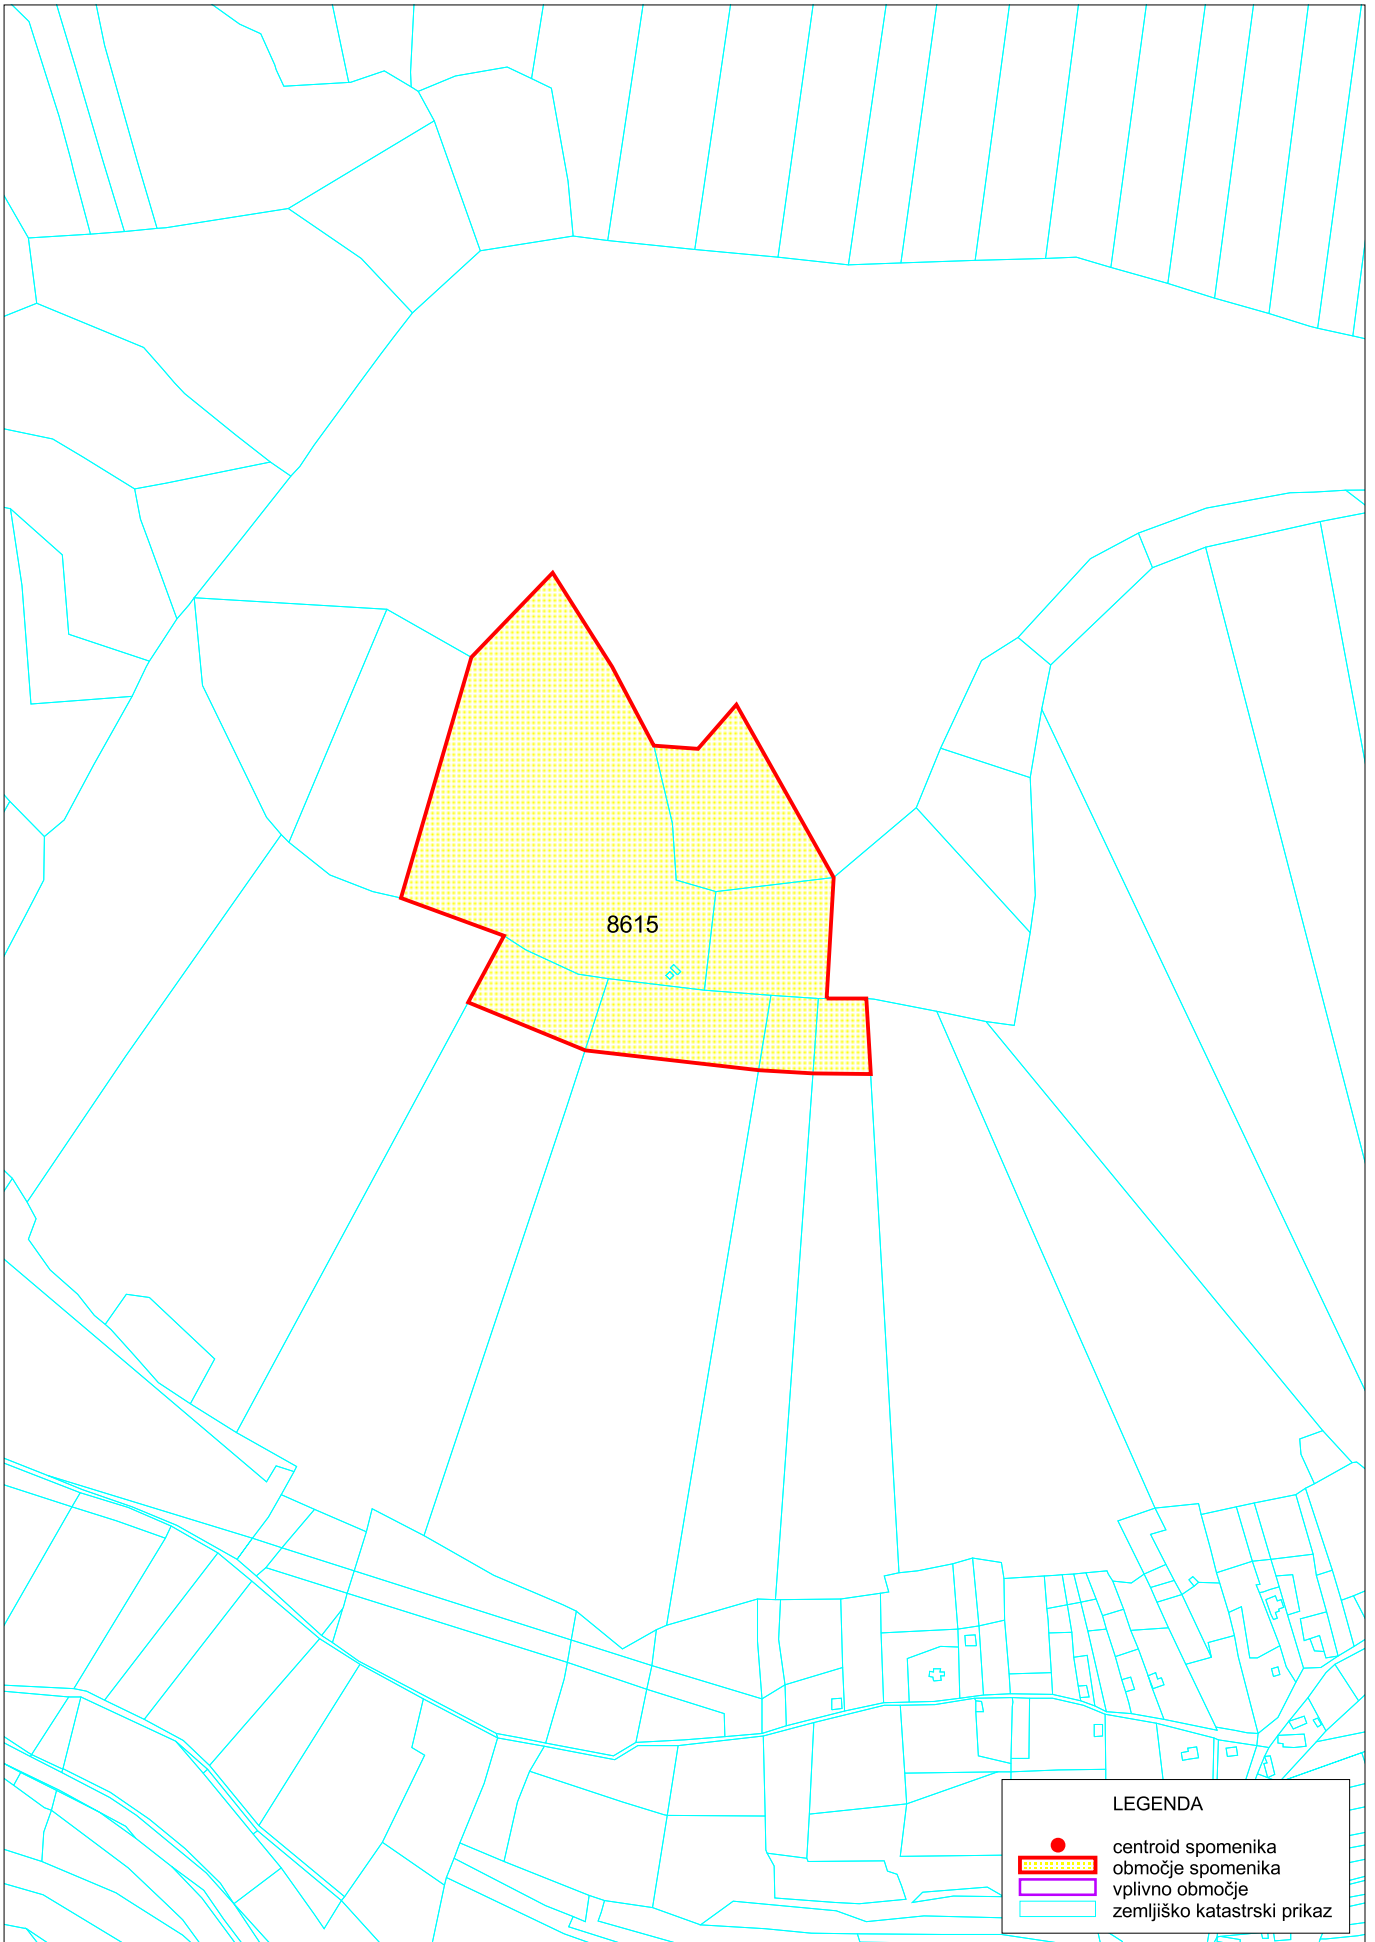 8615
LEGENDA
centroid spomenika
območje spomenika
vplivno območje
zemljiško katastrski prikaz